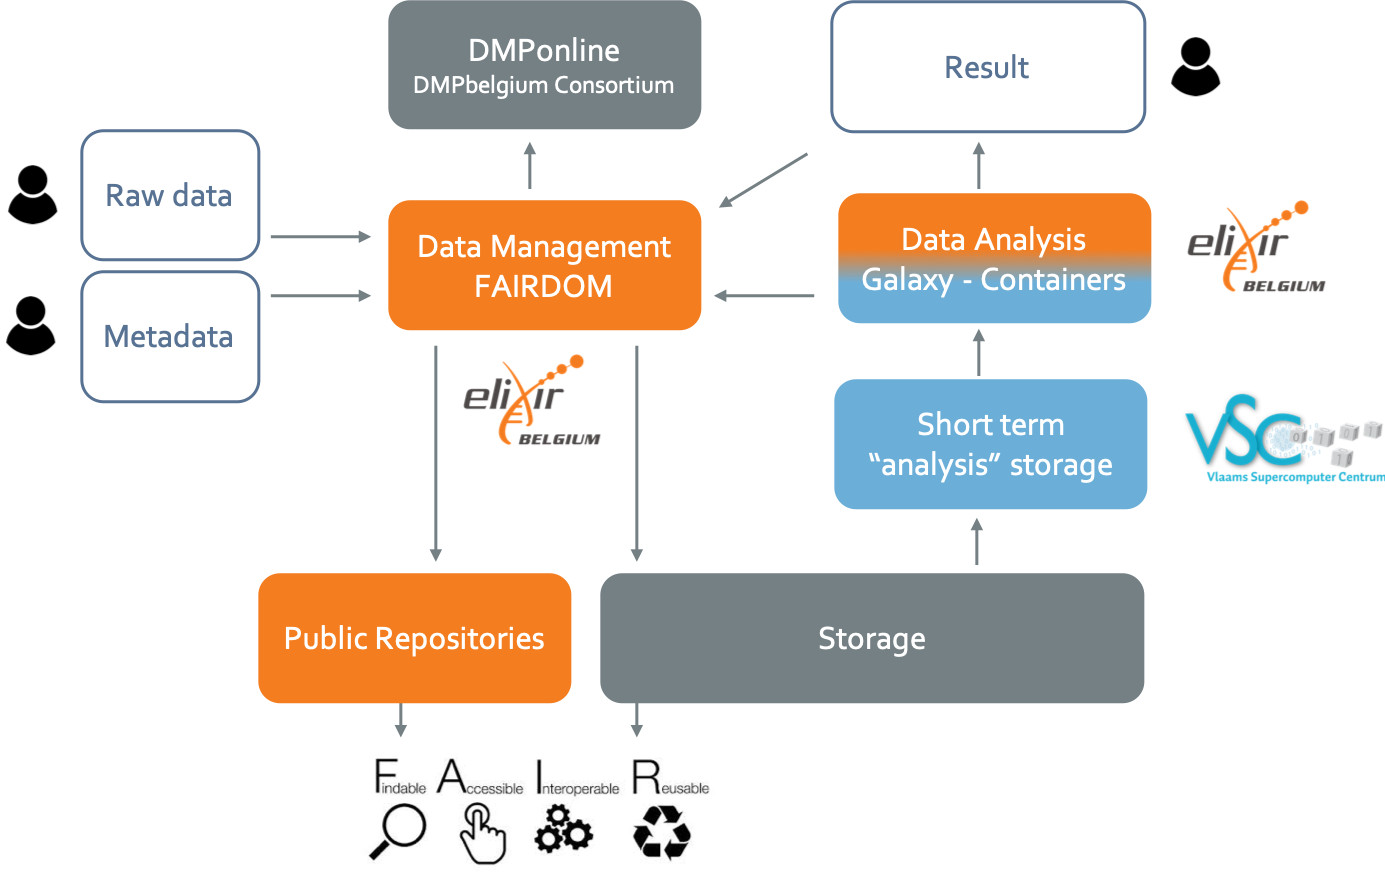 DMPonline
DMPbelgium Consortium
Result
Raw data
Metadata
Data Management
FAIRDOM
Data Analysis
Galaxy - Containers
elixir
BELGIUM
elixir
BELGIUM
Short term
“analysis” storage
VSC
Vlaams Supercomputer Centrum
Public Repositories
Storage
Findable Accessible Interoperable Reusable